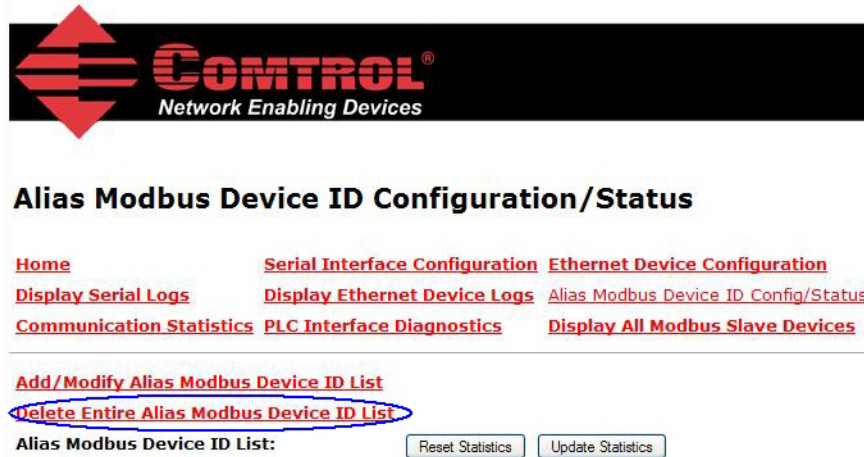 COMTROL®
Network Enabling Devices
Alias Modbus Device ID Configuration/Status
Home Serial Interface Configuration Ethernet Device Configuration
Display Serial Logs Display Ethernet Device Logs Alias Modbus Device ID Config/Status
Communication Statistics PLC Interface Diagnostics Display All Modbus Slave Devices
Add/Modify Alias Modbus Device ID List
Delete Entire Alias Modbus Device ID List
Alias Modbus Device ID List: Reset Statistics Update Statistics